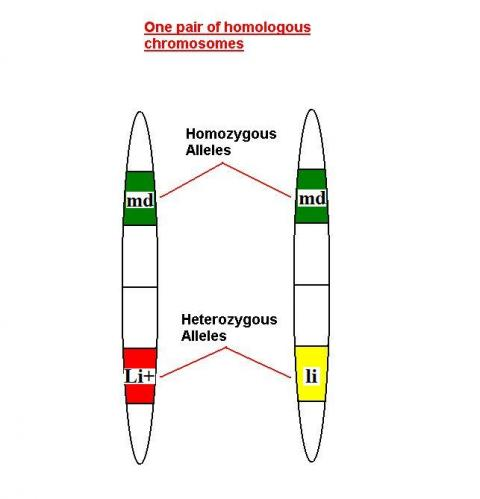 One pair of homologous
chromosomes
Homozygous
Alleles
md
md
Heterozygous
Alleles
Li+
li